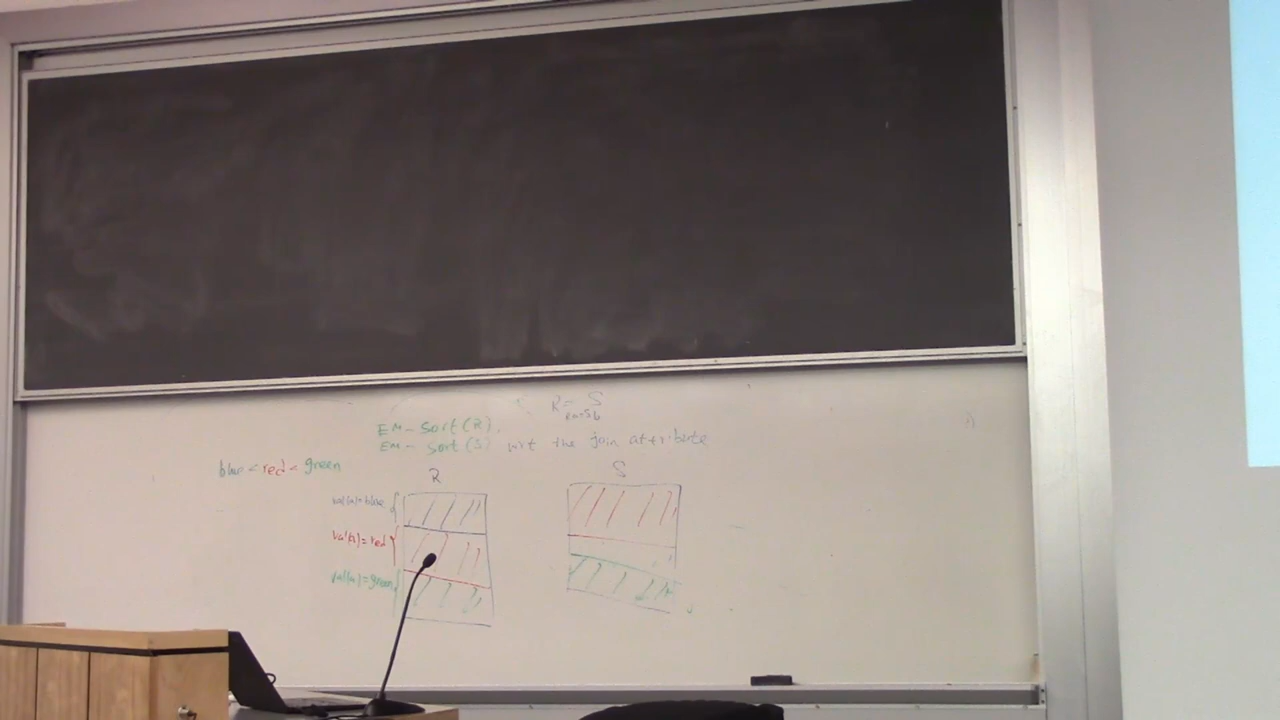 R = S
R.a=S.b
EM-Sort(R),
EM-Sort(S) wrt the join attribute
blue < red < green
R
S
val(a)=blue
val(a)=red
val(a)=green